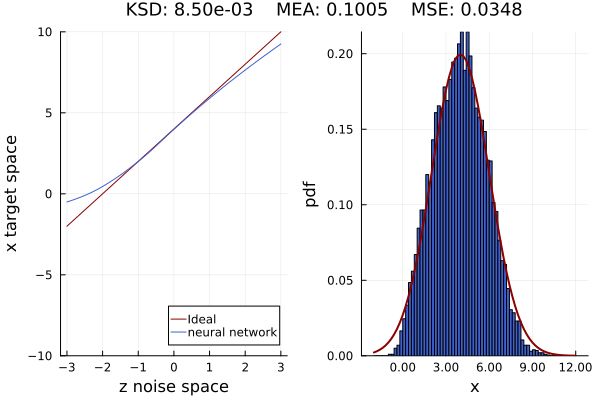 KSD: 8.50e-03 MEA: 0.1005 MSE: 0.0348
x target space
10
5
0
−5
−10
−3 −2 −1 0 1 2 3
z noise space
Ideal
neural network
pdf
0.20
0.15
0.10
0.05
0.00
0.00 3.00 6.00 9.00 12.00
x